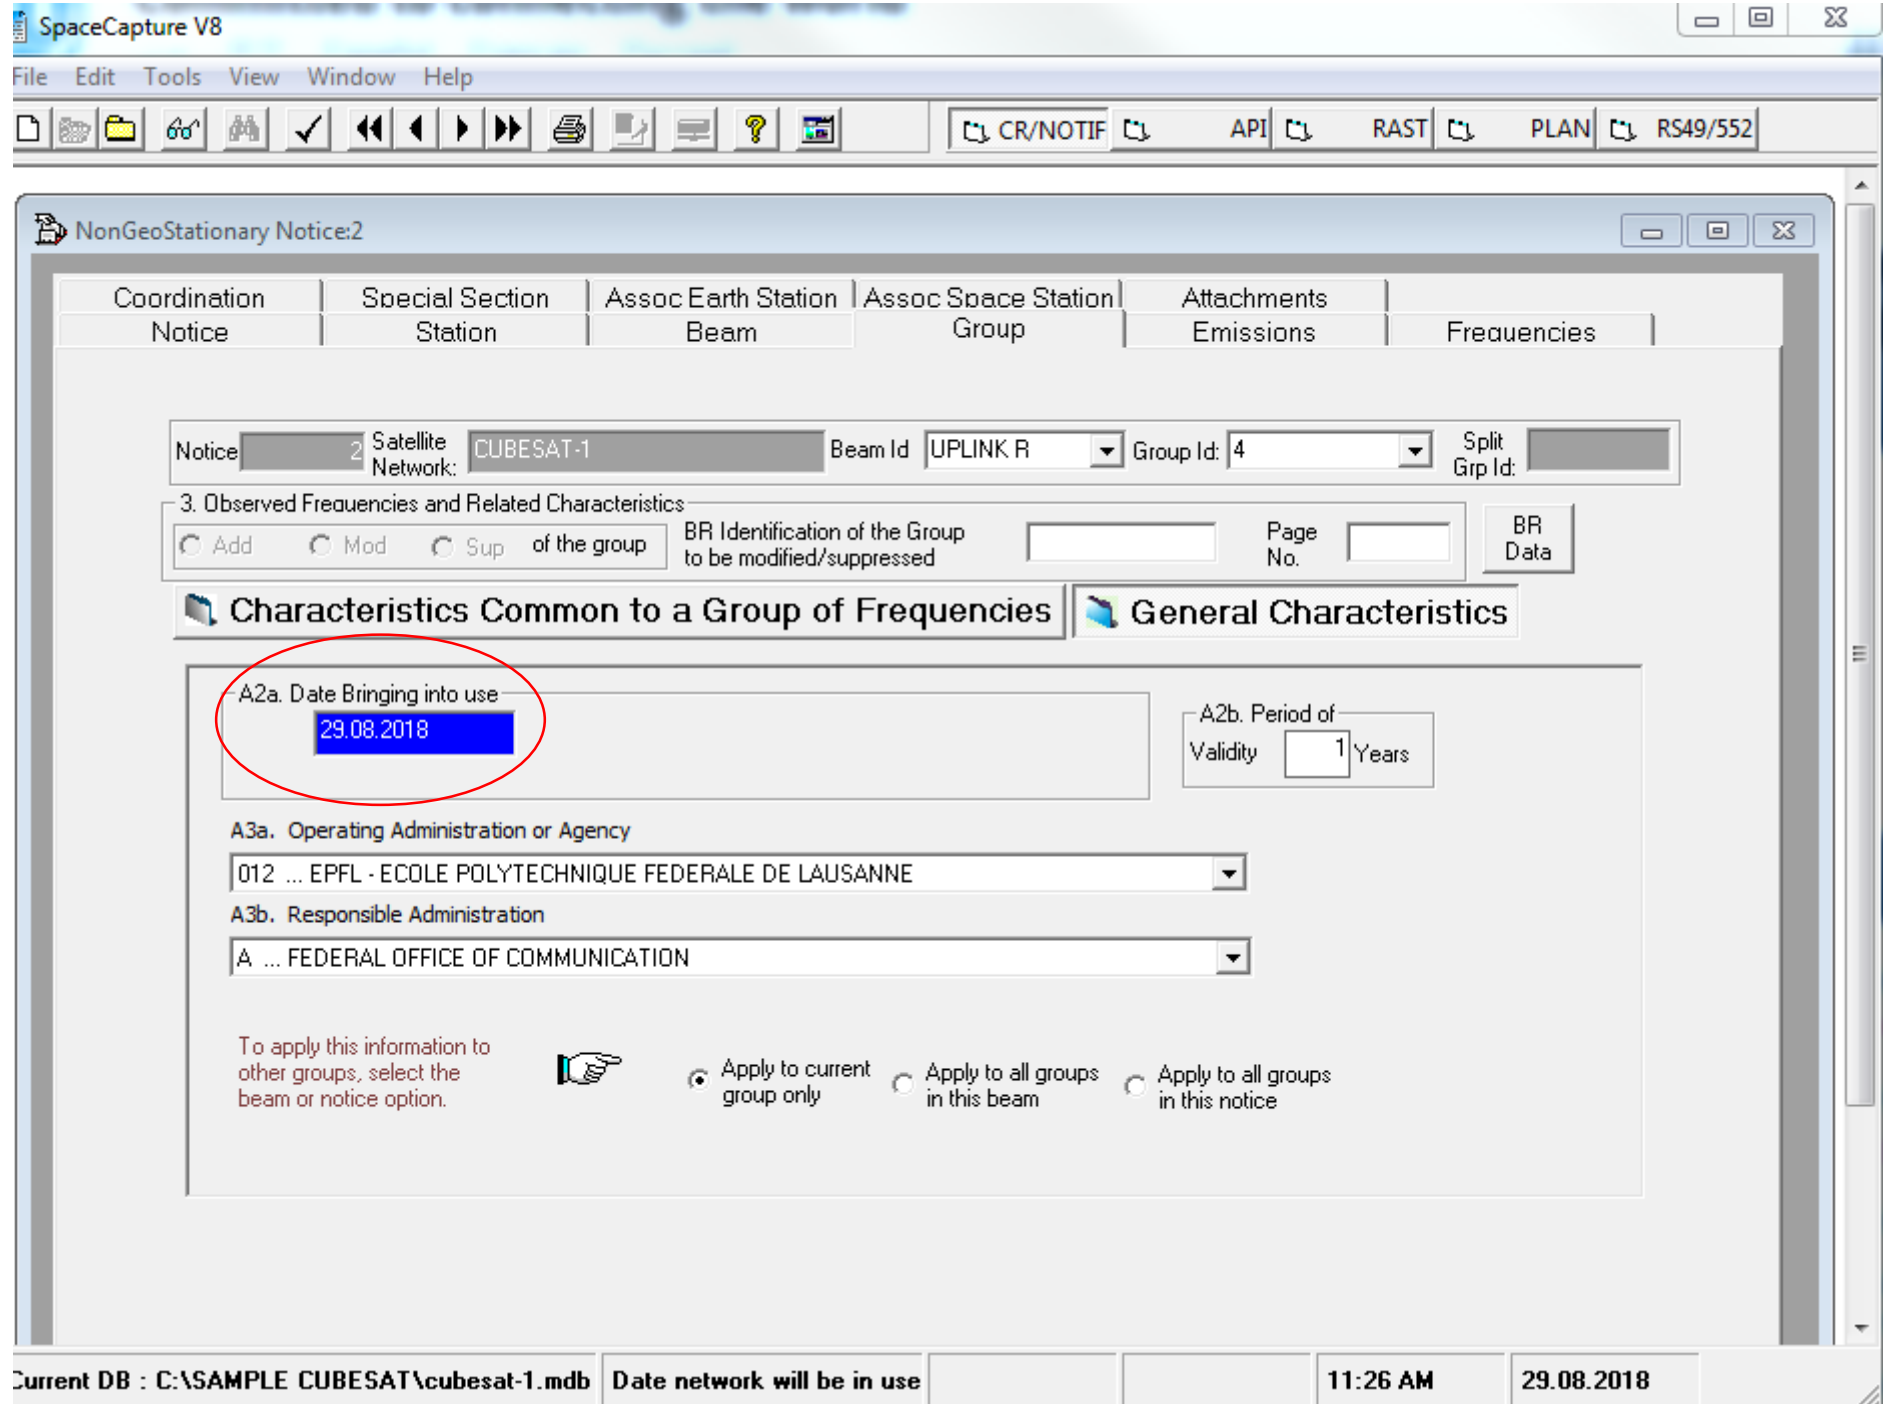 SpaceCapture V8
File Edit Tools View Window Help
CR/NOTIF API RAST PLAN RS49/552
NonGeoStationary Notice:2
Coordination Special Section Assoc Earth Station Assoc Space Station Attachments
Notice Station Beam Group Emissions Frequencies
Notice 2 Satellite Network: CUBESAT-1 Beam Id UPLINK R Group Id: 4 Split Grp Id:
3. Observed Frequencies and Related Characteristics
Add Mod Sup of the group
BR Identification of the Group
to be modified/suppressed
Page
No.
BR
Data
Characteristics Common to a Group of Frequencies General Characteristics
A2a. Date Bringing into use
29.08.2018
A2b. Period of
Validity 1 Years
A3a. Operating Administration or Agency
012 ... EPFL - ECOLE POLYTECHNIQUE FEDERALE DE LAUSANNE
A3b. Responsible Administration
A ... FEDERAL OFFICE OF COMMUNICATION
To apply this information to
other groups, select the
beam or notice option.
Apply to current
group only
Apply to all groups
in this beam
Apply to all groups
in this notice
Current DB : C:\SAMPLE CUBESAT\cubesat-1.mdb Date network will be in use 11:26 AM 29.08.2018